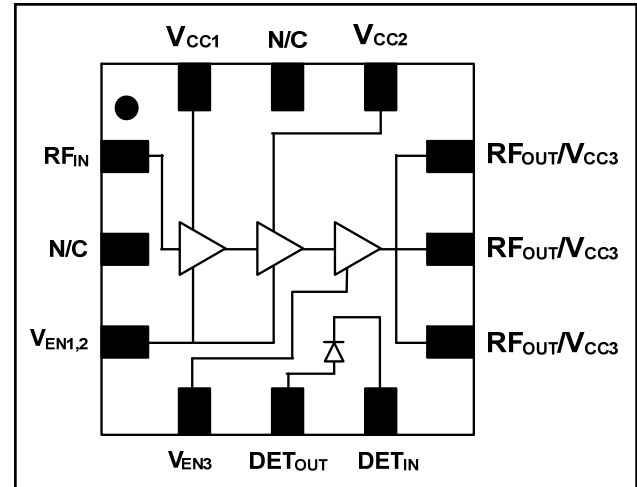 VCC1 N/C VCC2
RFIN RFOUT/VCC3
N/C RFOUT/VCC3
VEN1,2 RFOUT/VCC3
VEN3 DETOUT DETIN